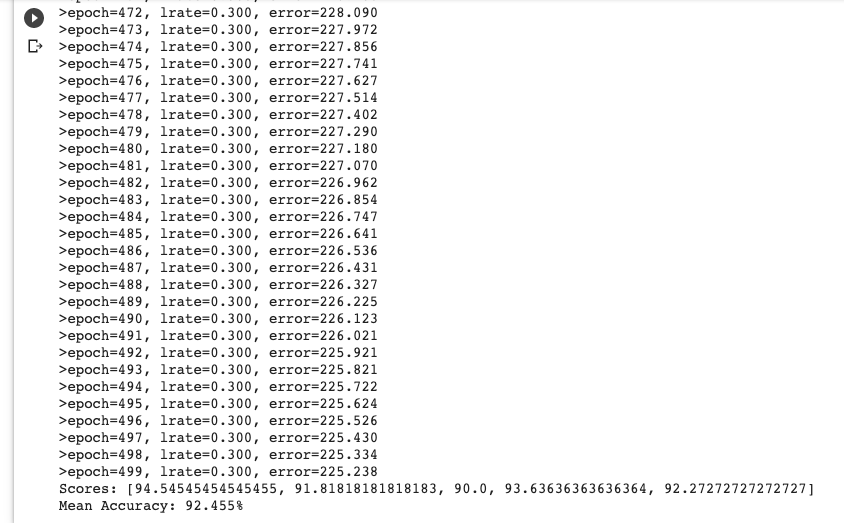 >epoch=472, lrate=0.300, error=228.090
>epoch=473, lrate=0.300, error=227.972
>epoch=474, lrate=0.300, error=227.856
>epoch=475, lrate=0.300, error=227.741
>epoch=476, lrate=0.300, error=227.627
>epoch=477, lrate=0.300, error=227.514
>epoch=478, lrate=0.300, error=227.402
>epoch=479, lrate=0.300, error=227.290
>epoch=480, lrate=0.300, error=227.180
>epoch=481, lrate=0.300, error=227.070
>epoch=482, lrate=0.300, error=226.962
>epoch=483, lrate=0.300, error=226.854
>epoch=484, lrate=0.300, error=226.747
>epoch=485, lrate=0.300, error=226.641
>epoch=486, lrate=0.300, error=226.536
>epoch=487, lrate=0.300, error=226.431
>epoch=488, lrate=0.300, error=226.327
>epoch=489, lrate=0.300, error=226.225
>epoch=490, lrate=0.300, error=226.123
>epoch=491, lrate=0.300, error=226.021
>epoch=492, lrate=0.300, error=225.921
>epoch=493, lrate=0.300, error=225.821
>epoch=494, lrate=0.300, error=225.722
>epoch=495, lrate=0.300, error=225.624
>epoch=496, lrate=0.300, error=225.526
>epoch=497, lrate=0.300, error=225.430
>epoch=498, lrate=0.300, error=225.334
>epoch=499, lrate=0.300, error=225.238
Scores: [94.54545454545455, 91.81818181818183, 90.0, 93.63636363636364, 92.27272727272727]
Mean Accuracy: 92.455%